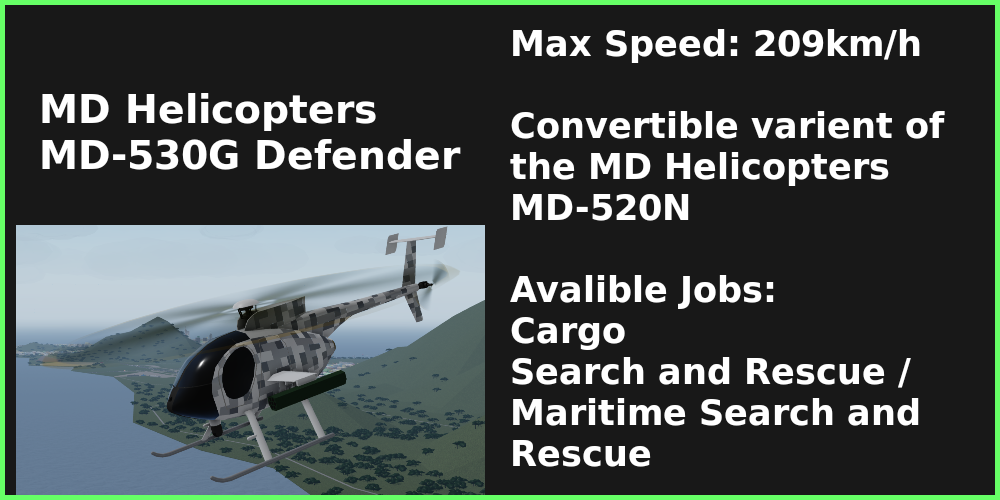 MD Helicopters
MD-530G Defender
Max Speed: 209km/h
Convertible varient of
the MD Helicopters
MD-520N
Avalible Jobs:
Cargo
Search and Rescue /
Maritime Search and
Rescue